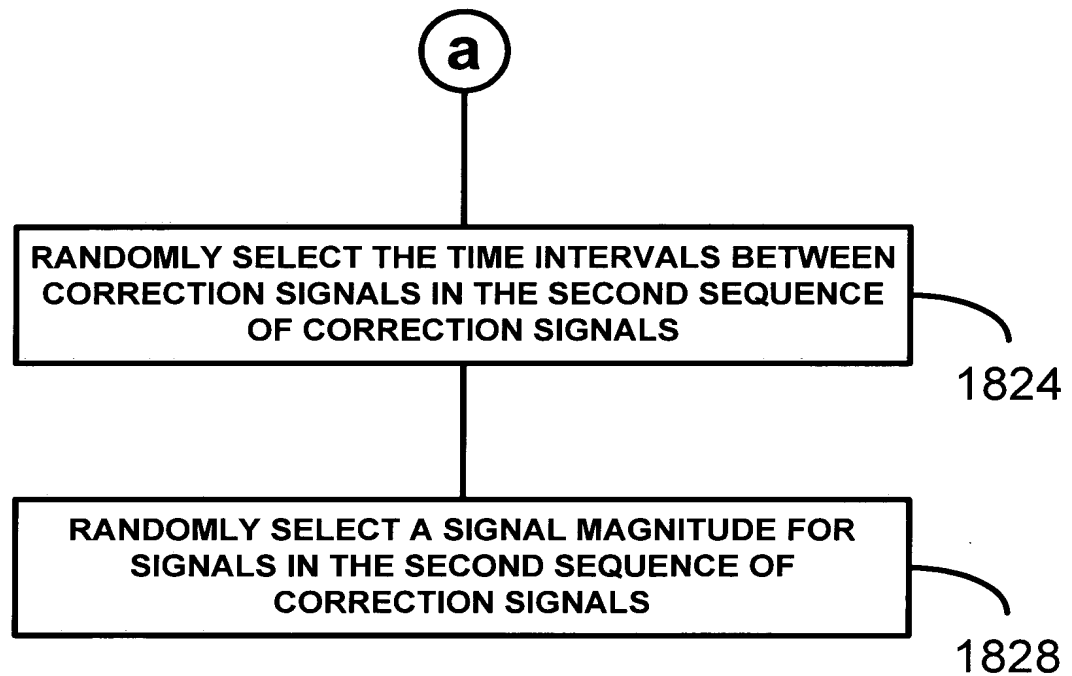 a
RANDOMLY SELECT THE TIME INTERVALS BETWEEN
CORRECTION SIGNALS IN THE SECOND SEQUENCE
OF CORRECTION SIGNALS
1824
RANDOMLY SELECT A SIGNAL MAGNITUDE FOR
SIGNALS IN THE SECOND SEQUENCE OF
CORRECTION SIGNALS
1828